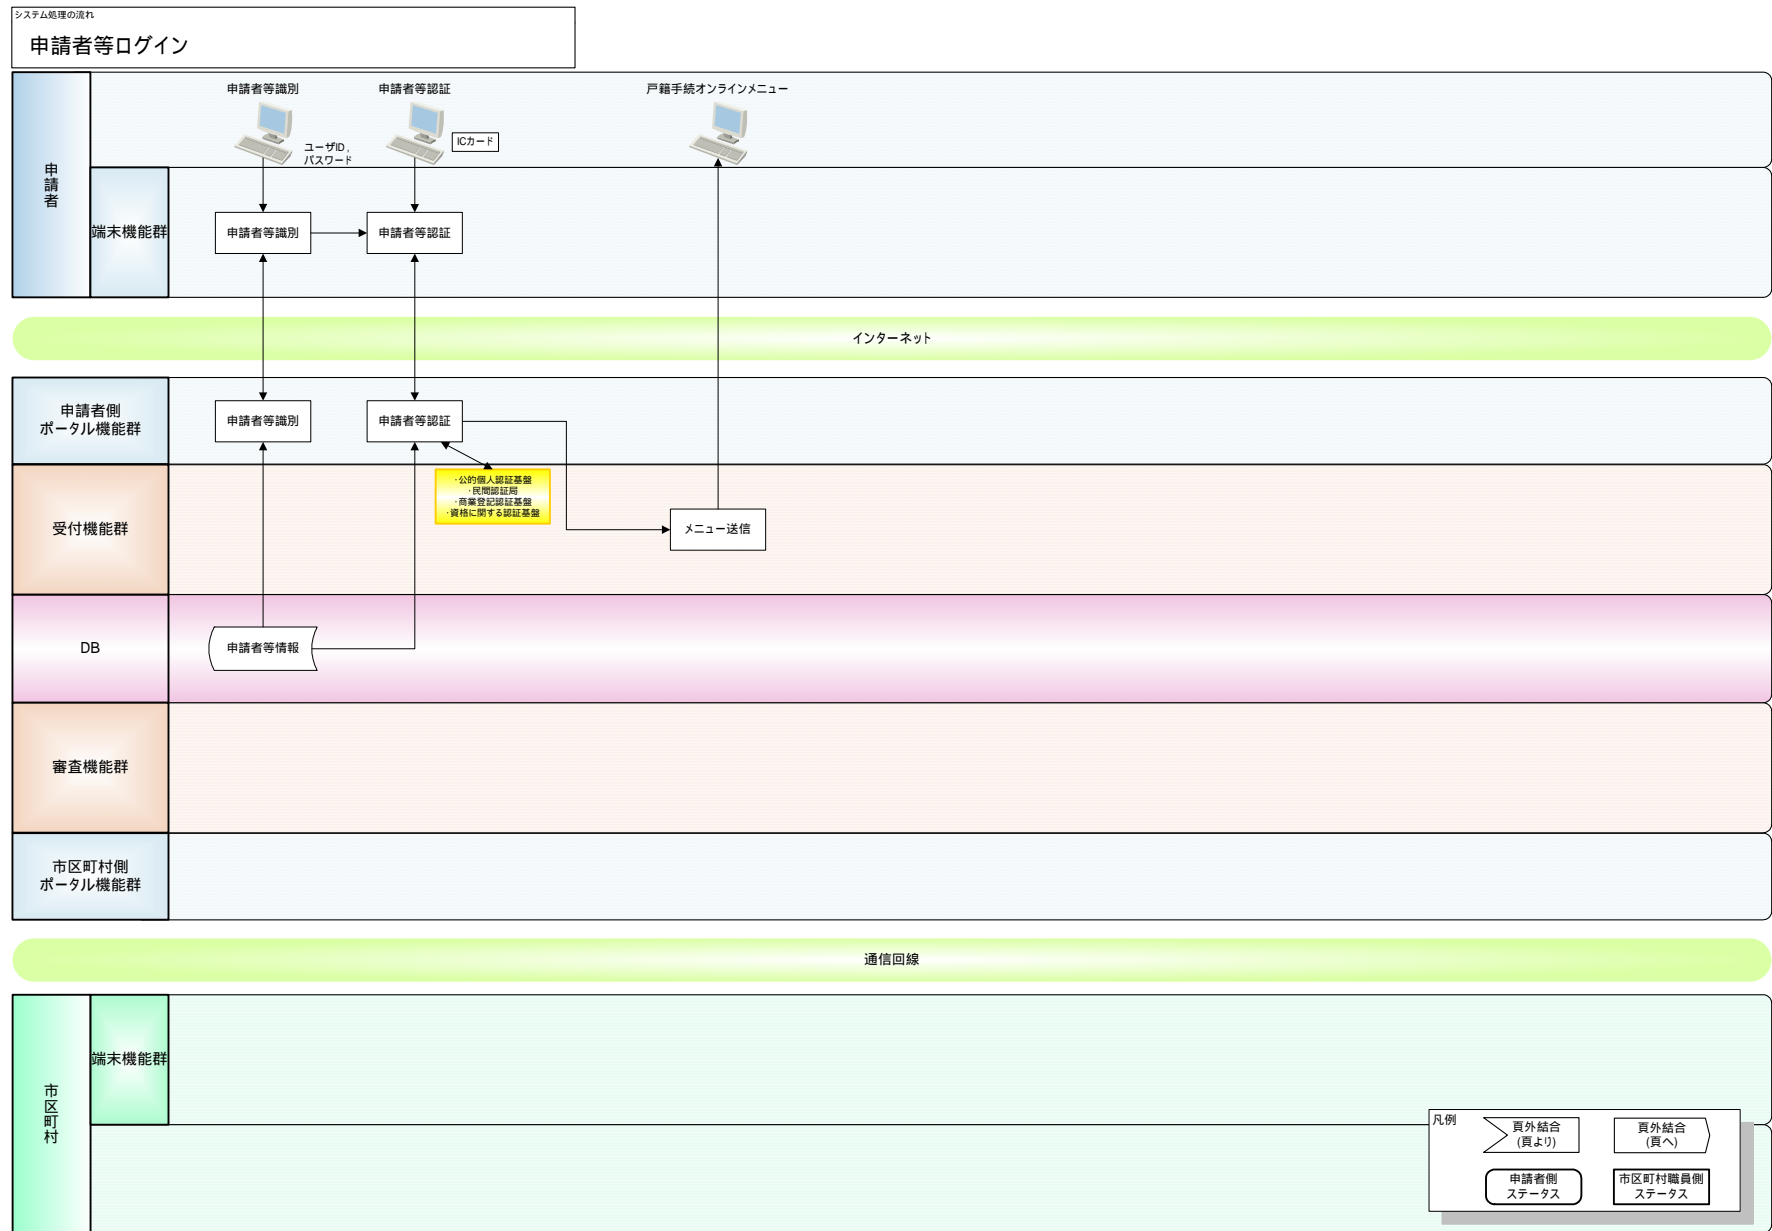 システム処理の流れ
申請者等ログイン
申請者等識別
申請者等認証
戸籍手続オンラインメニュー
ユーザID，
パスワード
ICカード
申請者
端末機能群
申請者等識別
申請者等認証
インターネット
申請者側
ポータル機能群
申請者等識別
申請者等認証
・公的個人認証基盤
・民間認証局
・商業登記認証基盤
・資格に関する認証基盤
受付機能群
メニュー送信
DB
申請者等情報
審査機能群
市区町村側
ポータル機能群
通信回線
市区町村
端末機能群
凡例
頁外結合
(頁より)
頁外結合
(頁へ)
申請者側
ステータス
市区町村職員側
ステータス